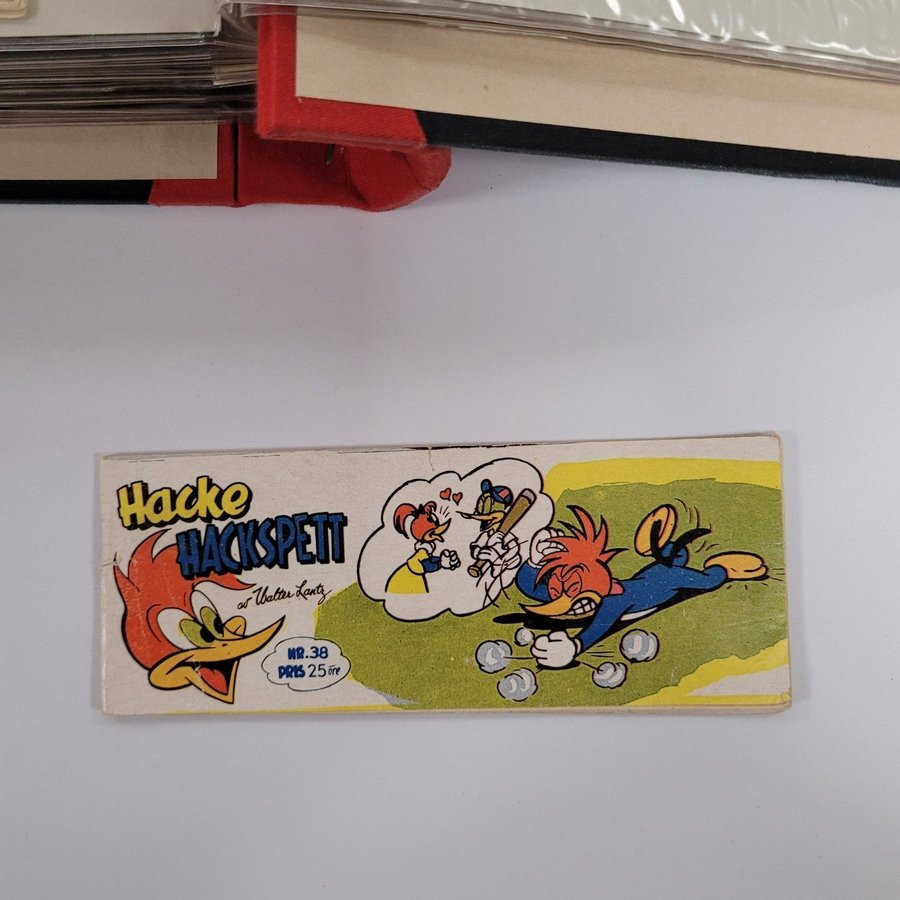 Hacke
HACKSPETT
av Walter Lantz
NR.38
PRIS 25 öre